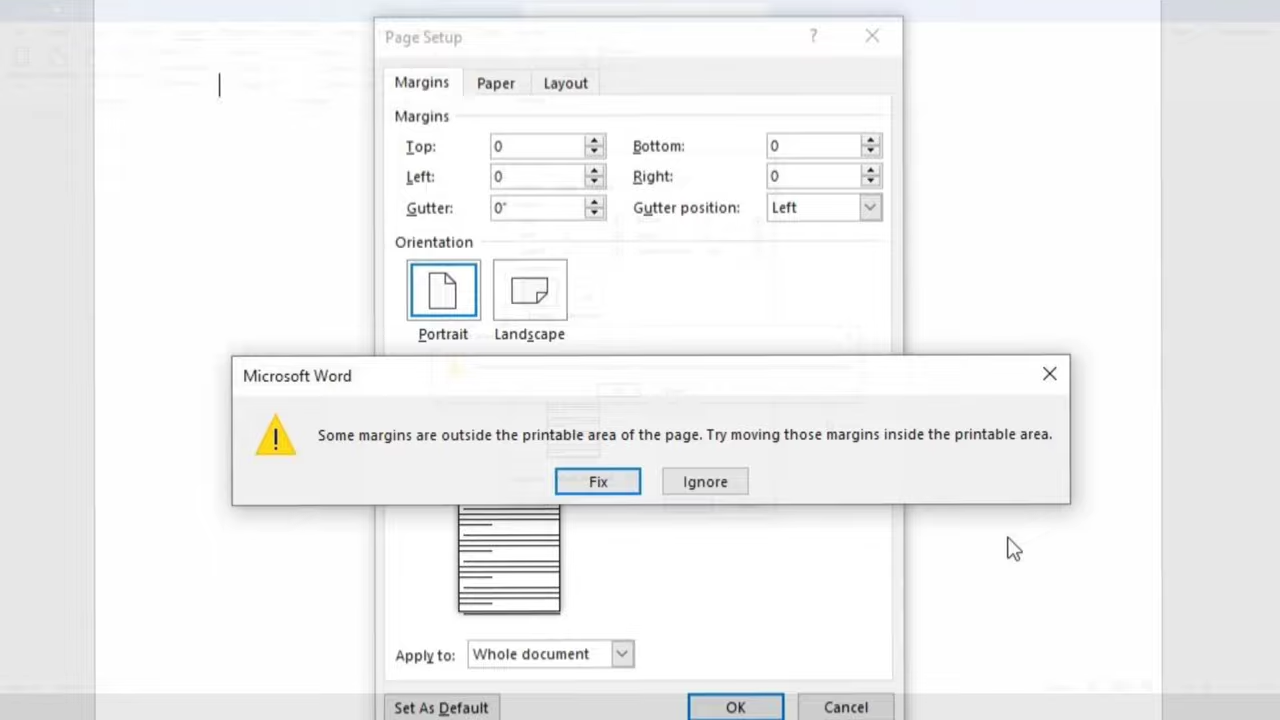 Page Setup ?
Margins Paper Layout
Margins
Top: 0 Bottom: 0
Left: 0 Right: 0
Gutter: 0" Gutter position: Left
Orientation
Portrait Landscape
Microsoft Word
Some margins are outside the printable area of the page. Try moving those margins inside the printable area.
Fix Ignore
Apply to: Whole document
Set As Default OK Cancel